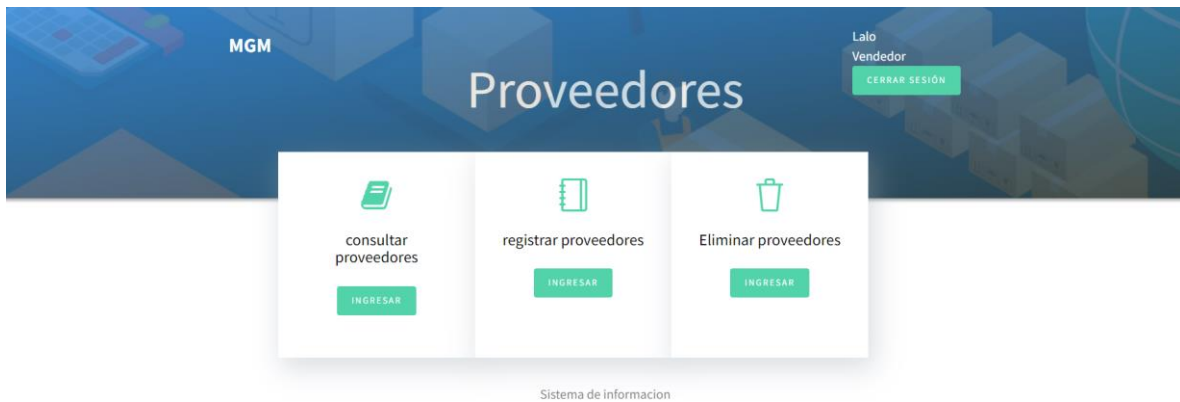 MGM
Lalo
Vendedor
CERRAR SESIÓN
Proveedores
consultar
proveedores
INGRESAR
registrar proveedores
INGRESAR
Eliminar proveedores
INGRESAR
Sistema de informacion